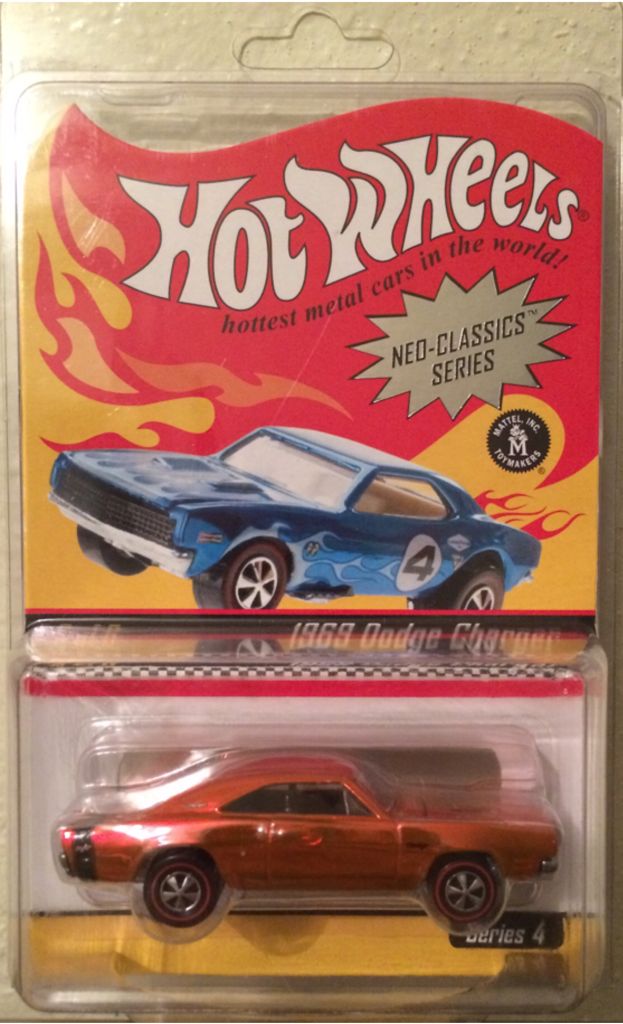 HOT WHEELS®
hottest metal cars in the world!
NEO-CLASSICS™
SERIES
MATTEL, INC.
M
TOYMAKERS
®
4
1969 Dodge Charger
Series 4